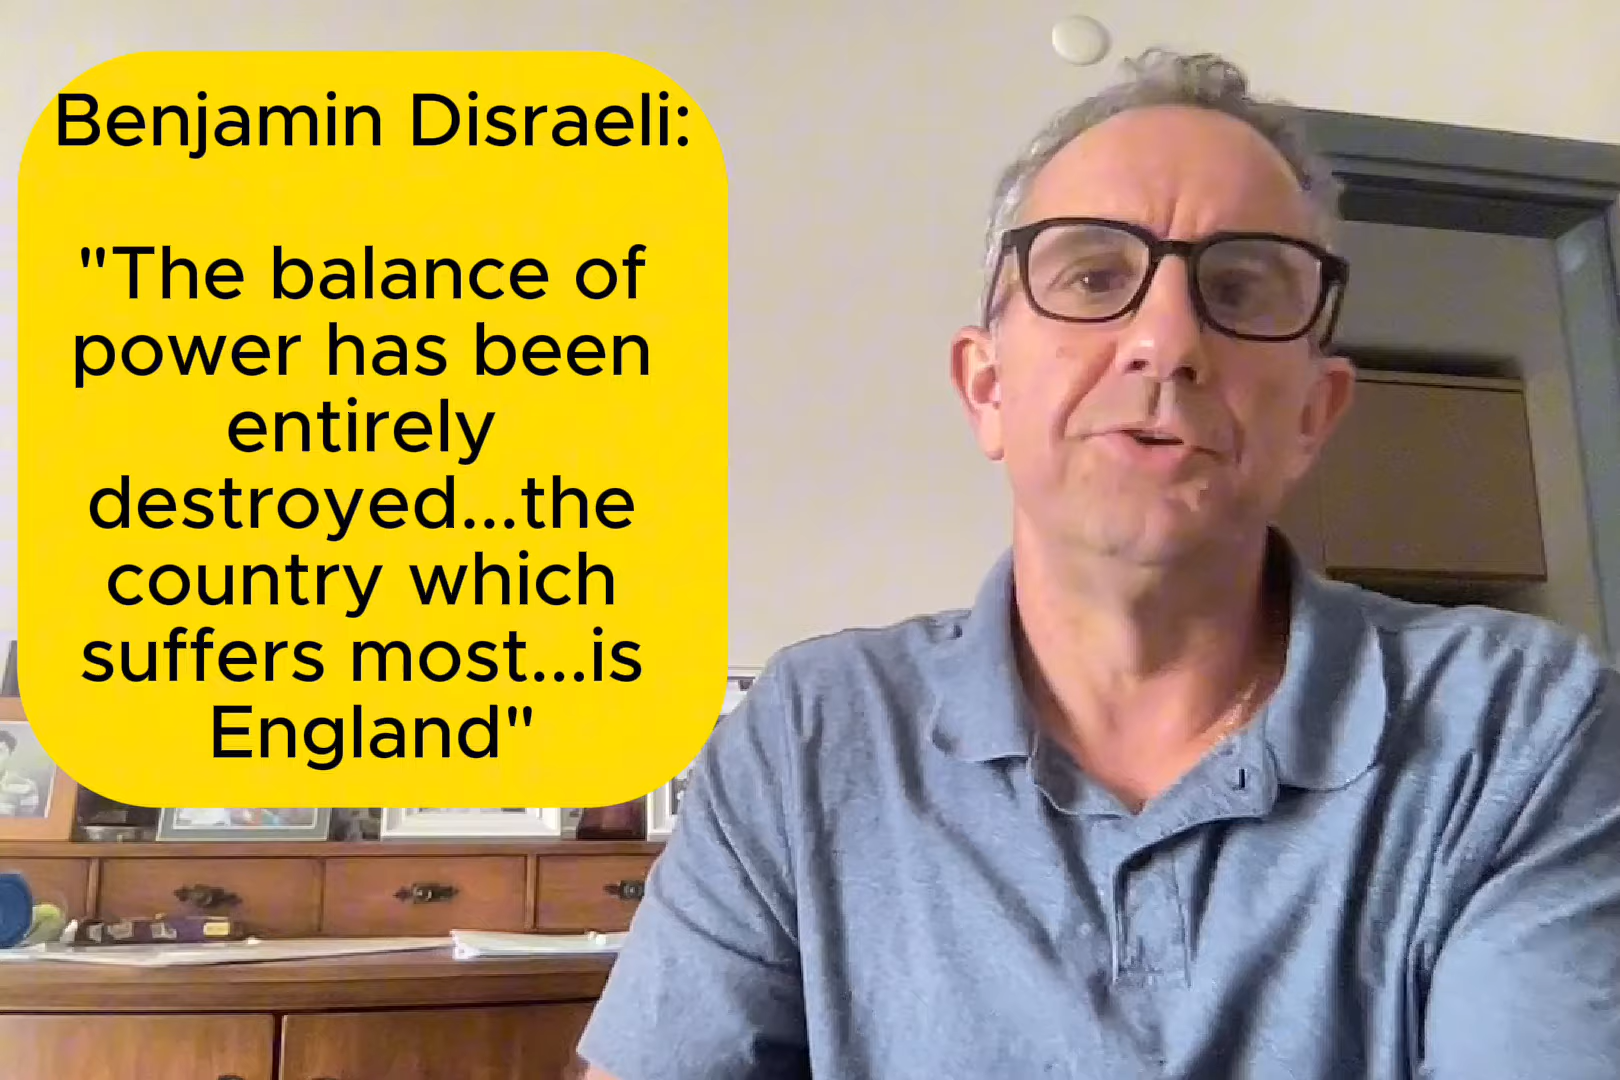 Benjamin Disraeli:
"The balance of
power has been
entirely
destroyed...the
country which
suffers most...is
England"